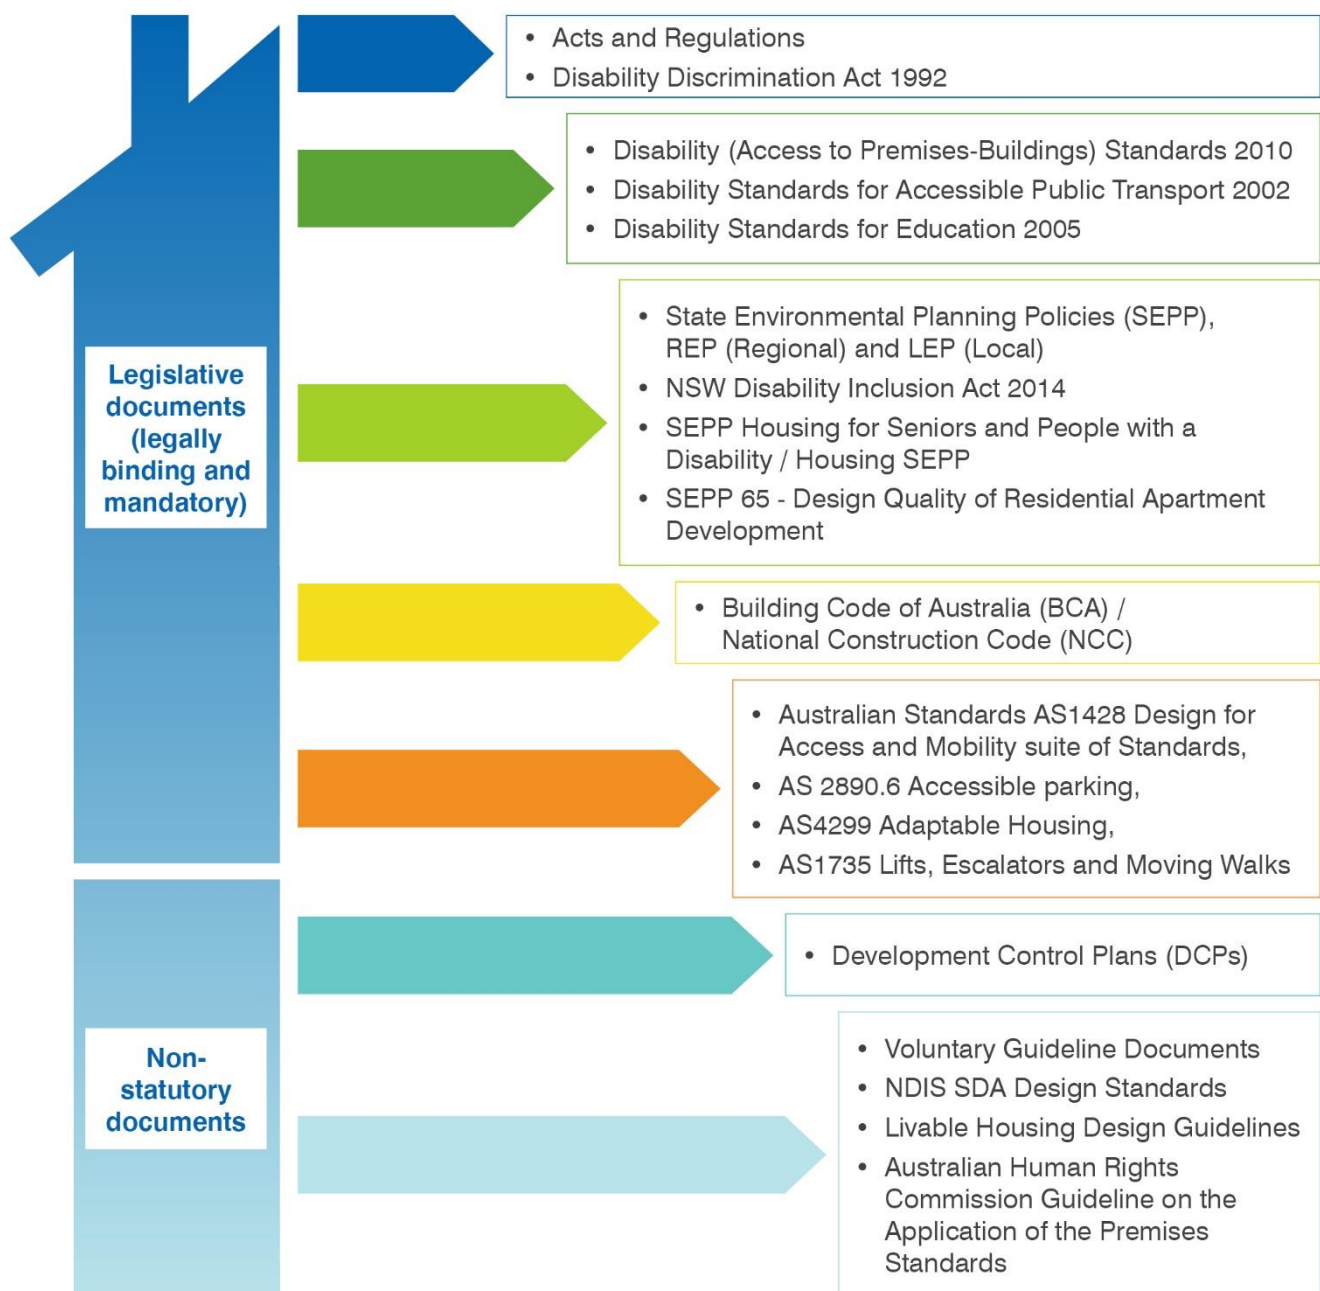 • Acts and Regulations
• Disability Discrimination Act 1992
• Disability (Access to Premises-Buildings) Standards 2010
• Disability Standards for Accessible Public Transport 2002
• Disability Standards for Education 2005
Legislative
documents
(legally
binding and
mandatory)
• State Environmental Planning Policies (SEPP),
REP (Regional) and LEP (Local)
• NSW Disability Inclusion Act 2014
• SEPP Housing for Seniors and People with a
Disability / Housing SEPP
• SEPP 65 - Design Quality of Residential Apartment
Development
• Building Code of Australia (BCA) /
National Construction Code (NCC)
• Australian Standards AS1428 Design for
Access and Mobility suite of Standards,
• AS 2890.6 Accessible parking,
• AS4299 Adaptable Housing,
• AS1735 Lifts, Escalators and Moving Walks
• Development Control Plans (DCPs)
Non-
statutory
documents
• Voluntary Guideline Documents
• NDIS SDA Design Standards
• Livable Housing Design Guidelines
• Australian Human Rights
Commission Guideline on the
Application of the Premises
Standards